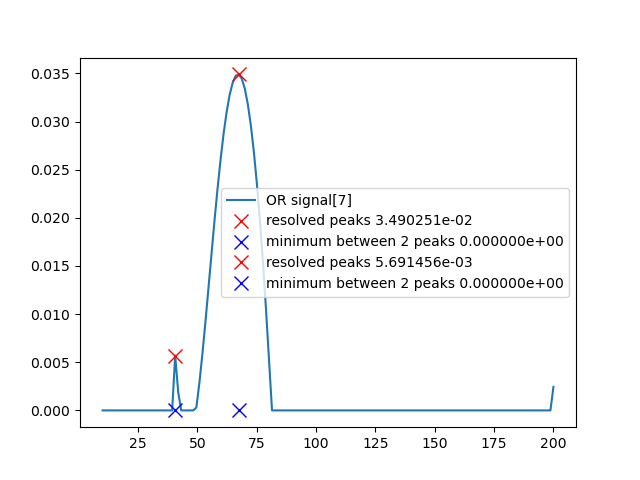 0.035
0.030
0.025
0.020
0.015
0.010
0.005
0.000
OR signal[7]
resolved peaks 3.490251e-02
minimum between 2 peaks 0.000000e+00
resolved peaks 5.691456e-03
minimum between 2 peaks 0.000000e+00
25 50 75 100 125 150 175 200